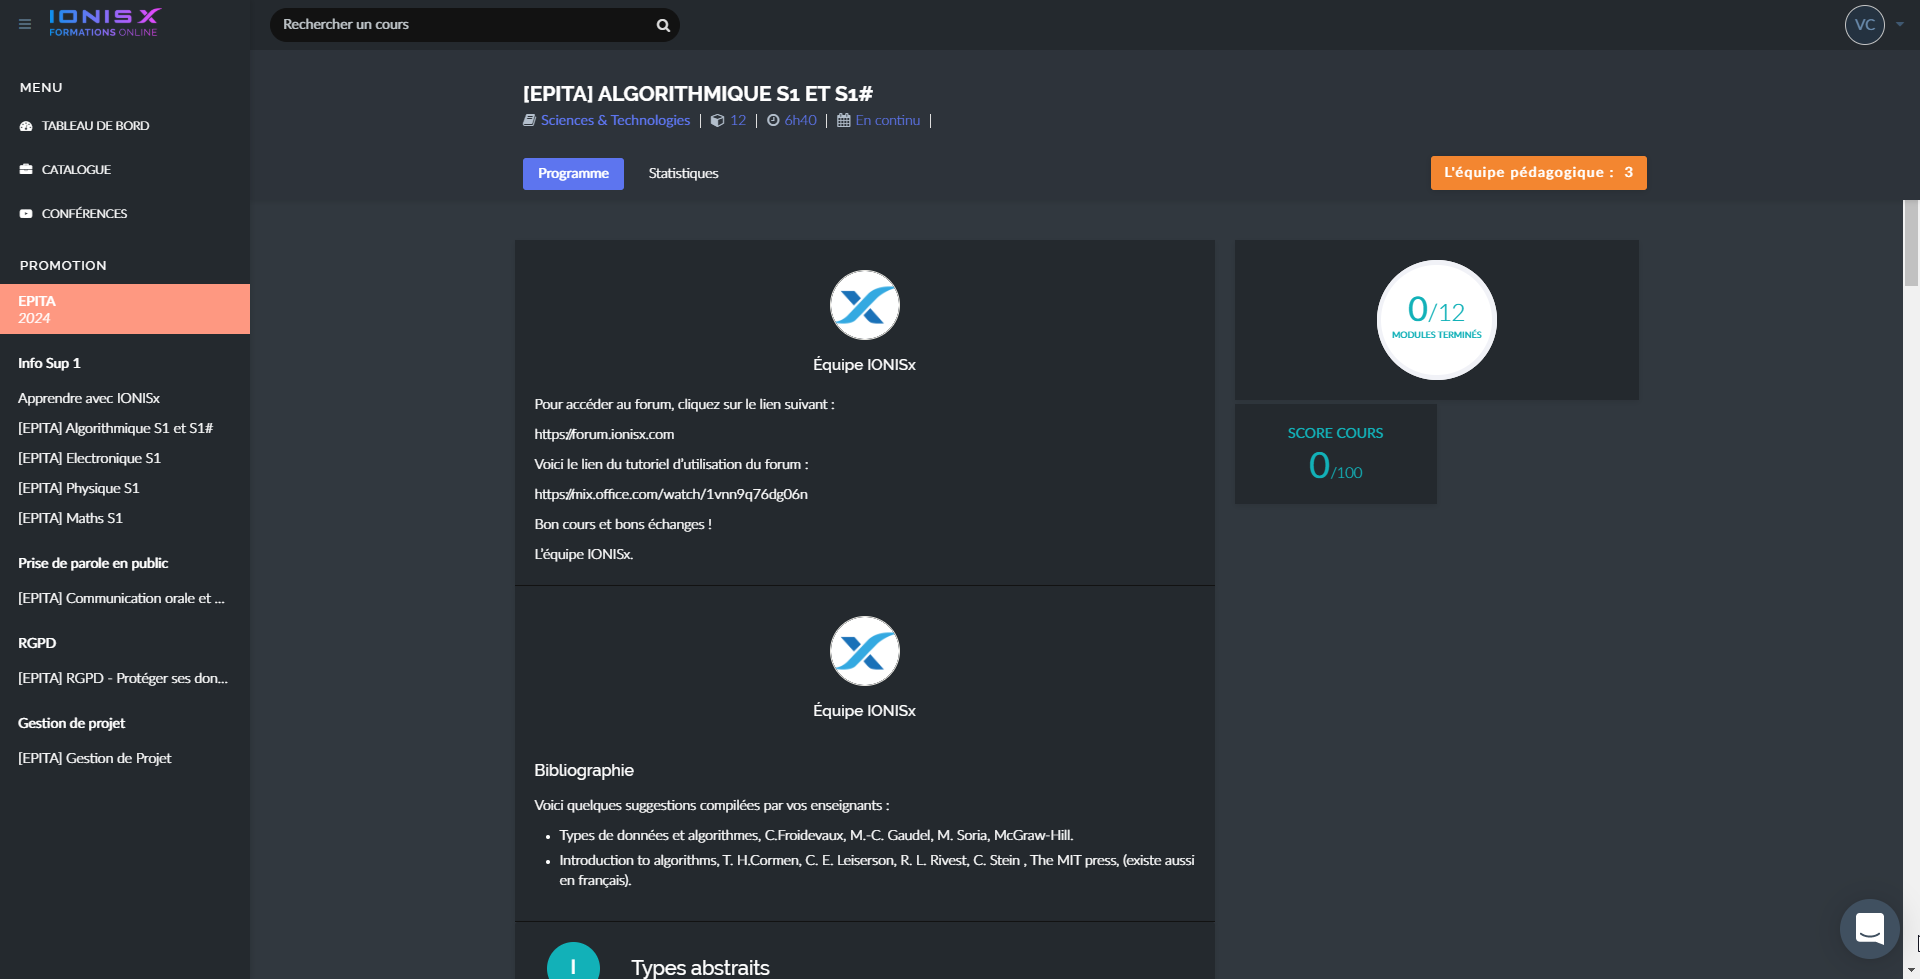 IONISX
FORMATIONS ONLINE
Rechercher un cours
VC
MENU
TABLEAU DE BORD
CATALOGUE
CONFÉRENCES
PROMOTION
EPITA
2024
Info Sup 1
Apprendre avec IONISx
[EPITA] Algorithmique S1 et S1#
[EPITA] Electronique S1
[EPITA] Physique S1
[EPITA] Maths S1
Prise de parole en public
[EPITA] Communication orale et ...
RGPD
[EPITA] RGPD - Protéger ses don...
Gestion de projet
[EPITA] Gestion de Projet
[EPITA] ALGORITHMIQUE S1 ET S1#
Sciences & Technologies | 12 | 6h40 | En continu |
Programme
Statistiques
L'équipe pédagogique : 3
Équipe IONISx
Pour accéder au forum, cliquez sur le lien suivant :
https://forum.ionisx.com
Voici le lien du tutoriel d'utilisation du forum :
https://mix.office.com/watch/1vnn9q76dg06n
Bon cours et bons échanges !
L'équipe IONISx.
Équipe IONISx
Bibliographie
Voici quelques suggestions compilées par vos enseignants :
• Types de données et algorithmes, C.Froidevaux, M.-C. Gaudel, M. Soria, McGraw-Hill.
• Introduction to algorithms, T. H.Cormen, C. E. Leiserson, R. L. Rivest, C. Stein , The MIT press, (existe aussi
en français).
I
Types abstraits
0/12
MODULES TERMINÉS
SCORE COURS
0/100